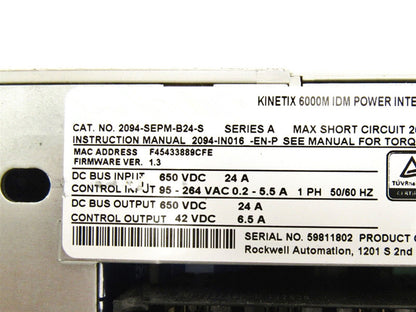 KINETIX 6000M IDM POWER INTE
CAT. NO. 2094-SEPM-B24-S SERIES A MAX SHORT CIRCUIT 20
INSTRUCTION MANUAL 2094-IN016 -EN-P SEE MANUAL FOR TORQ
MAC ADDRESS F45433889CFE
FIRMWARE VER. 1.3
DC BUS INPUT 650 VDC 24 A
CONTROL INPUT 95 - 264 VAC 0.2 - 5.5 A 1 PH 50/60 HZ
DC BUS OUTPUT 650 VDC 24 A
CONTROL OUTPUT 42 VDC 6.5 A
SERIAL NO. 59811802 PRODUCT
Rockwell Automation, 1201 S 2nd